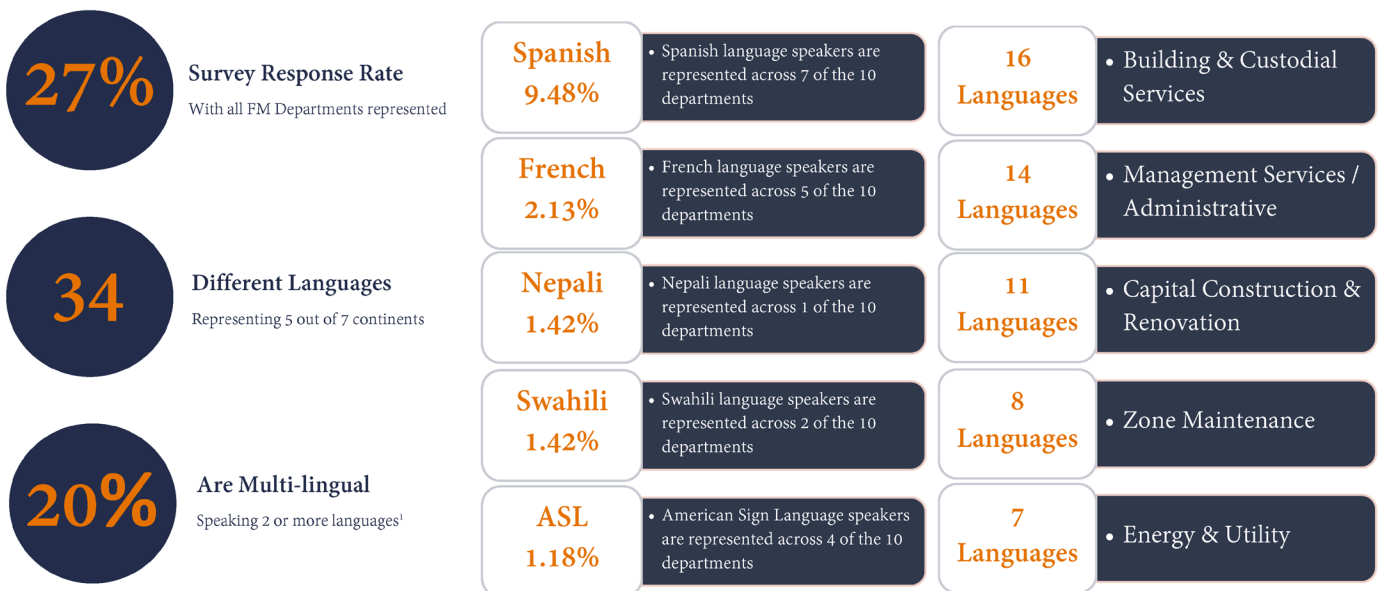 27%
Survey Response Rate
With all FM Departments represented
34
Different Languages
Representing 5 out of 7 continents
20%
Are Multi-lingual
Speaking 2 or more languages¹
Spanish
9.48%
• Spanish language speakers are
represented across 7 of the 10
departments
French
2.13%
• French language speakers are
represented across 5 of the 10
departments
Nepali
1.42%
• Nepali language speakers are
represented across 1 of the 10
departments
Swahili
1.42%
• Swahili language speakers are
represented across 2 of the 10
departments
ASL
1.18%
• American Sign Language speakers
are represented across 4 of the 10
departments
16
Languages
• Building & Custodial
Services
14
Languages
• Management Services /
Administrative
11
Languages
• Capital Construction &
Renovation
8
Languages
• Zone Maintenance
7
Languages
• Energy & Utility